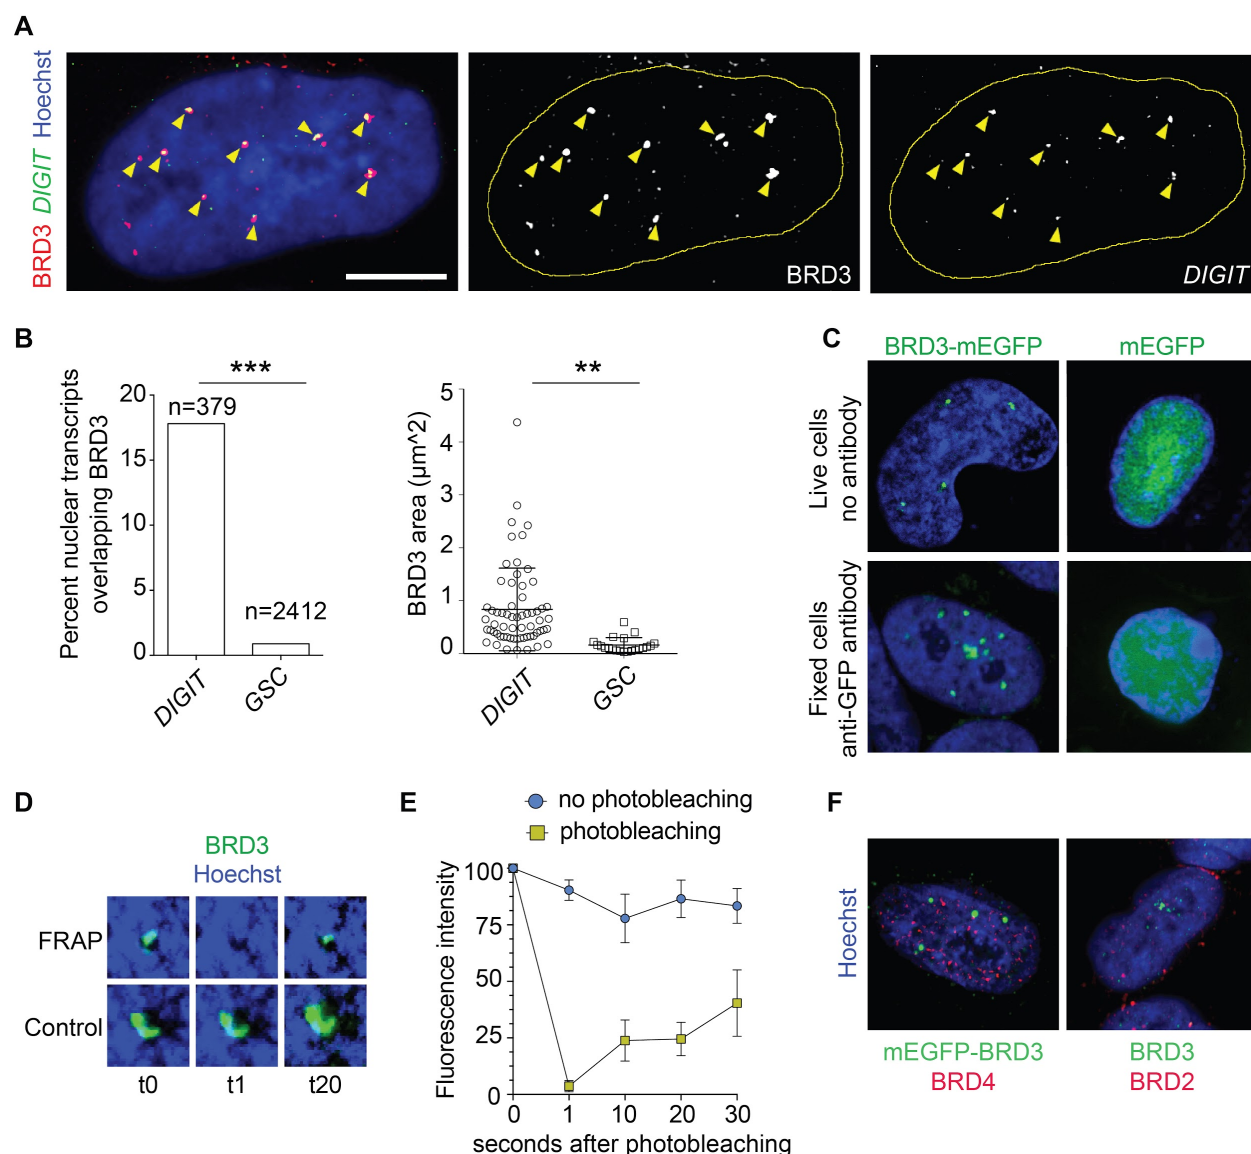 A
BRD3 DIGIT Hoechst
BRD3
DIGIT
B
Percent nuclear transcripts
overlapping BRD3
20
15
10
5
0
***
n=379
n=2412
DIGIT
GSC
BRD3 area (µm^2)
5
4
3
2
1
0
**
DIGIT
GSC
C
BRD3-mEGFP
mEGFP
Live cells
no antibody
Fixed cells
anti-GFP antibody
D
BRD3
Hoechst
FRAP
Control
t0
t1
t20
E
no photobleaching
photobleaching
Fluorescence intensity
100
75
50
25
0
0
1
10
20
30
seconds after photobleaching
F
Hoechst
mEGFP-BRD3
BRD4
BRD3
BRD2